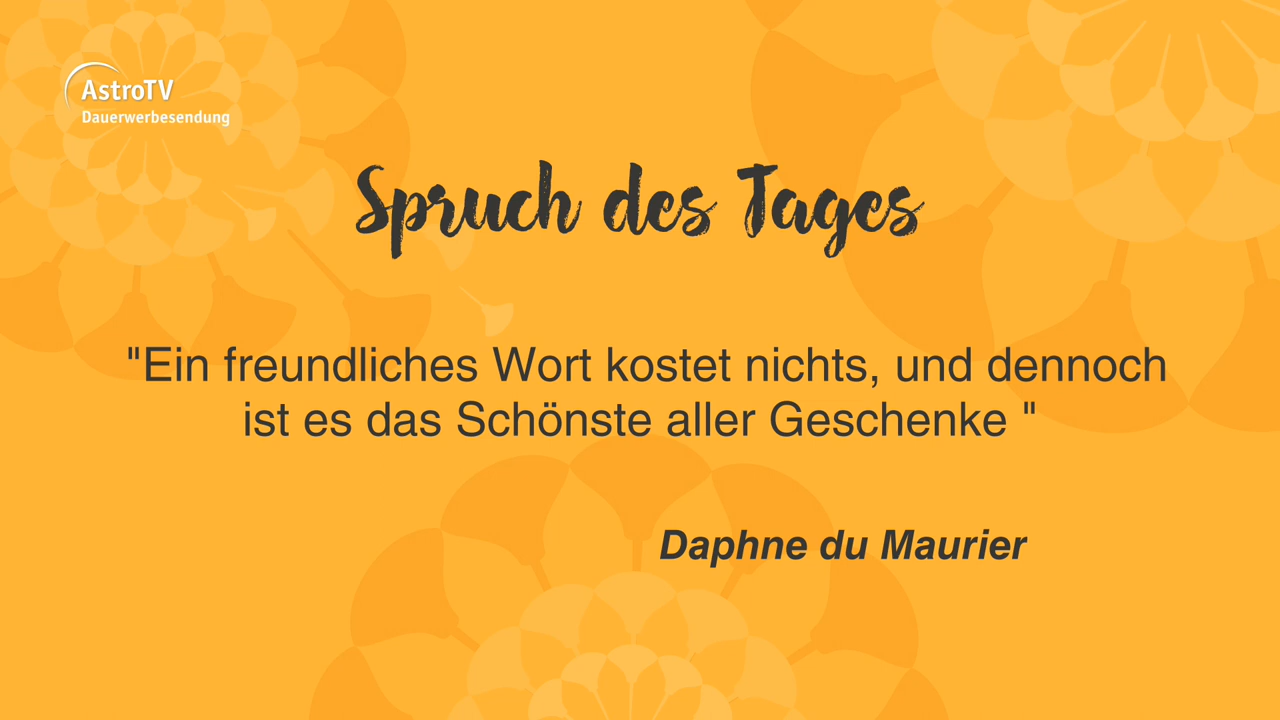 AstroTV
Dauerwerbesendung
Spruch des Tages
"Ein freundliches Wort kostet nichts, und dennoch
ist es das Schönste aller Geschenke "
Daphne du Maurier